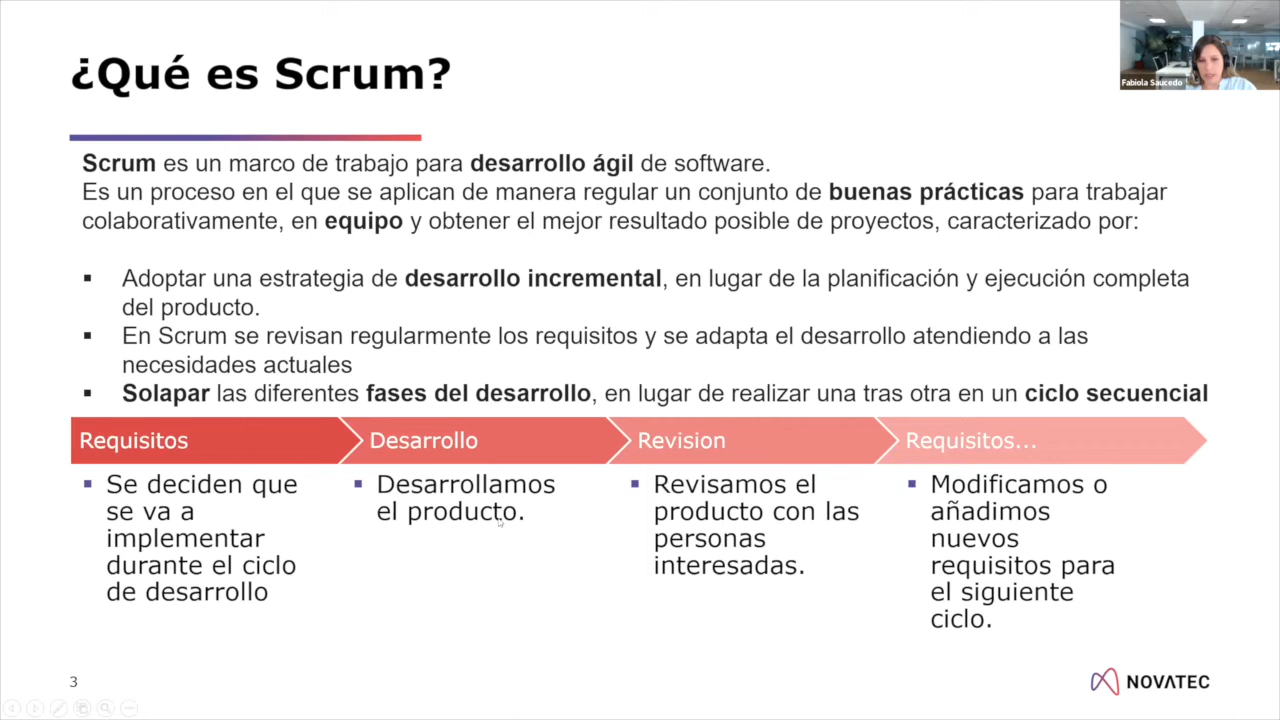 ¿Qué es Scrum?
Fabiola Saucedo
Scrum es un marco de trabajo para desarrollo ágil de software.
Es un proceso en el que se aplican de manera regular un conjunto de buenas prácticas para trabajar
colaborativamente, en equipo y obtener el mejor resultado posible de proyectos, caracterizado por:
▪ Adoptar una estrategia de desarrollo incremental, en lugar de la planificación y ejecución completa
del producto.
▪ En Scrum se revisan regularmente los requisitos y se adapta el desarrollo atendiendo a las
necesidades actuales
▪ Solapar las diferentes fases del desarrollo, en lugar de realizar una tras otra en un ciclo secuencial
Requisitos
▪ Se deciden que
se va a
implementar
durante el ciclo
de desarrollo
Desarrollo
▪ Desarrollamos
el producto.
Revision
▪ Revisamos el
producto con las
personas
interesadas.
Requisitos...
▪ Modificamos o
añadimos
nuevos
requisitos para
el siguiente
ciclo.
3
NOVATEC